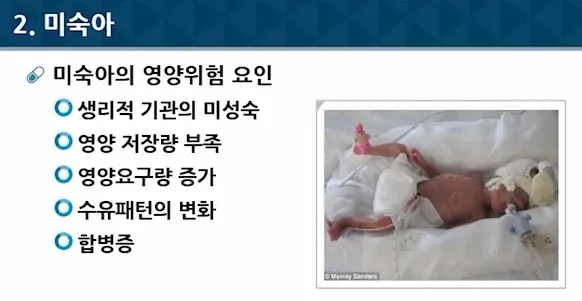 2. 미숙아
미숙아의 영양위험 요인
생리적 기관의 미성숙
영양 저장량 부족
영양요구량 증가
수유패턴의 변화
합병증
© Murray Sanders